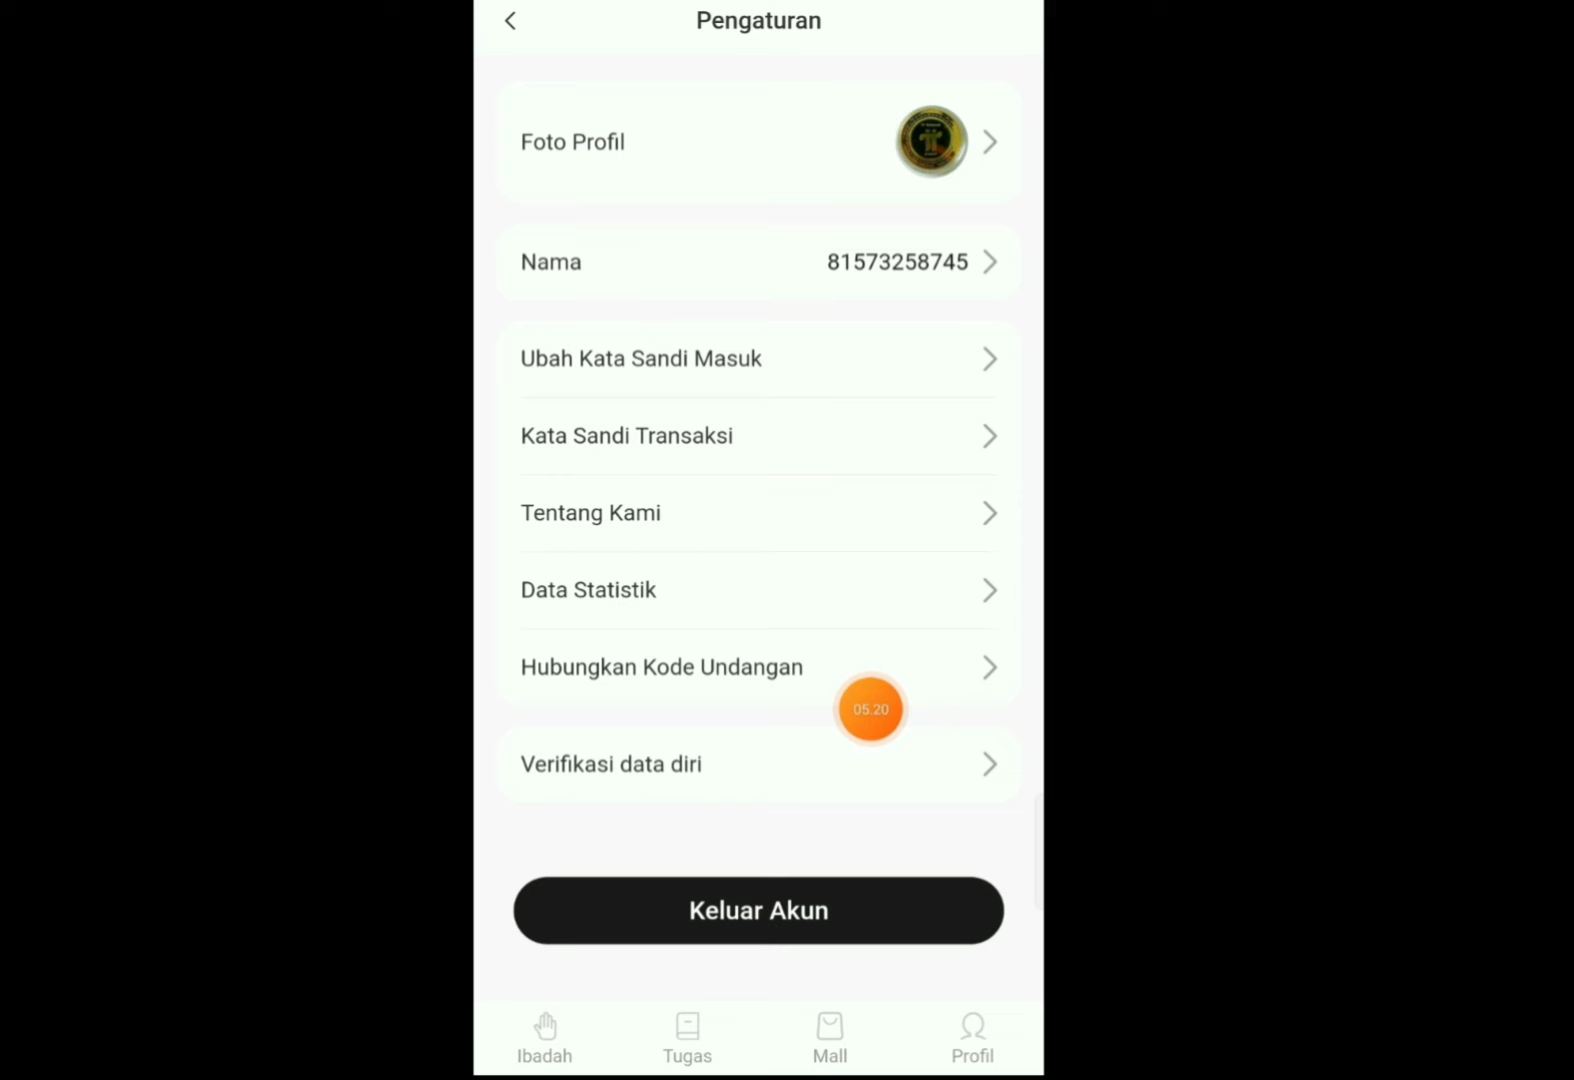 Pengaturan
Foto Profil
Nama 81573258745
Ubah Kata Sandi Masuk
Kata Sandi Transaksi
Tentang Kami
Data Statistik
Hubungkan Kode Undangan
05.20
Verifikasi data diri
Keluar Akun
Ibadah Tugas Mall Profil